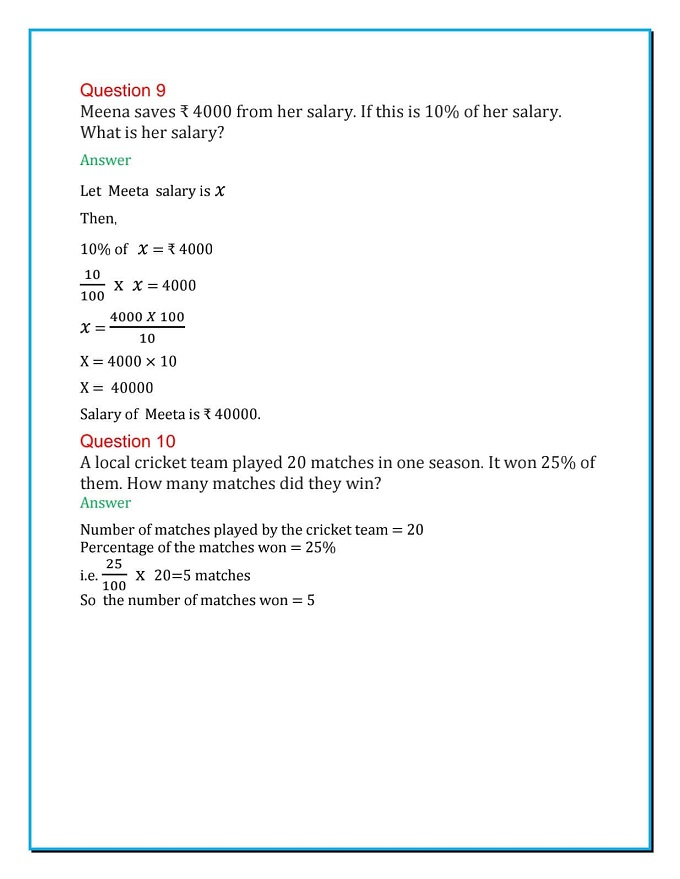 Question 9
Meena saves ₹ 4000 from her salary. If this is 10% of her salary.
What is her salary?
Answer
Let Meeta salary is x
Then,
10% of x = ₹ 4000
10/100 X x = 4000
x = 4000 X 100/10
X = 4000 × 10
X = 40000
Salary of Meeta is ₹ 40000.
Question 10
A local cricket team played 20 matches in one season. It won 25% of
them. How many matches did they win?
Answer
Number of matches played by the cricket team = 20
Percentage of the matches won = 25%
i.e. 25/100 X 20=5 matches
So the number of matches won = 5